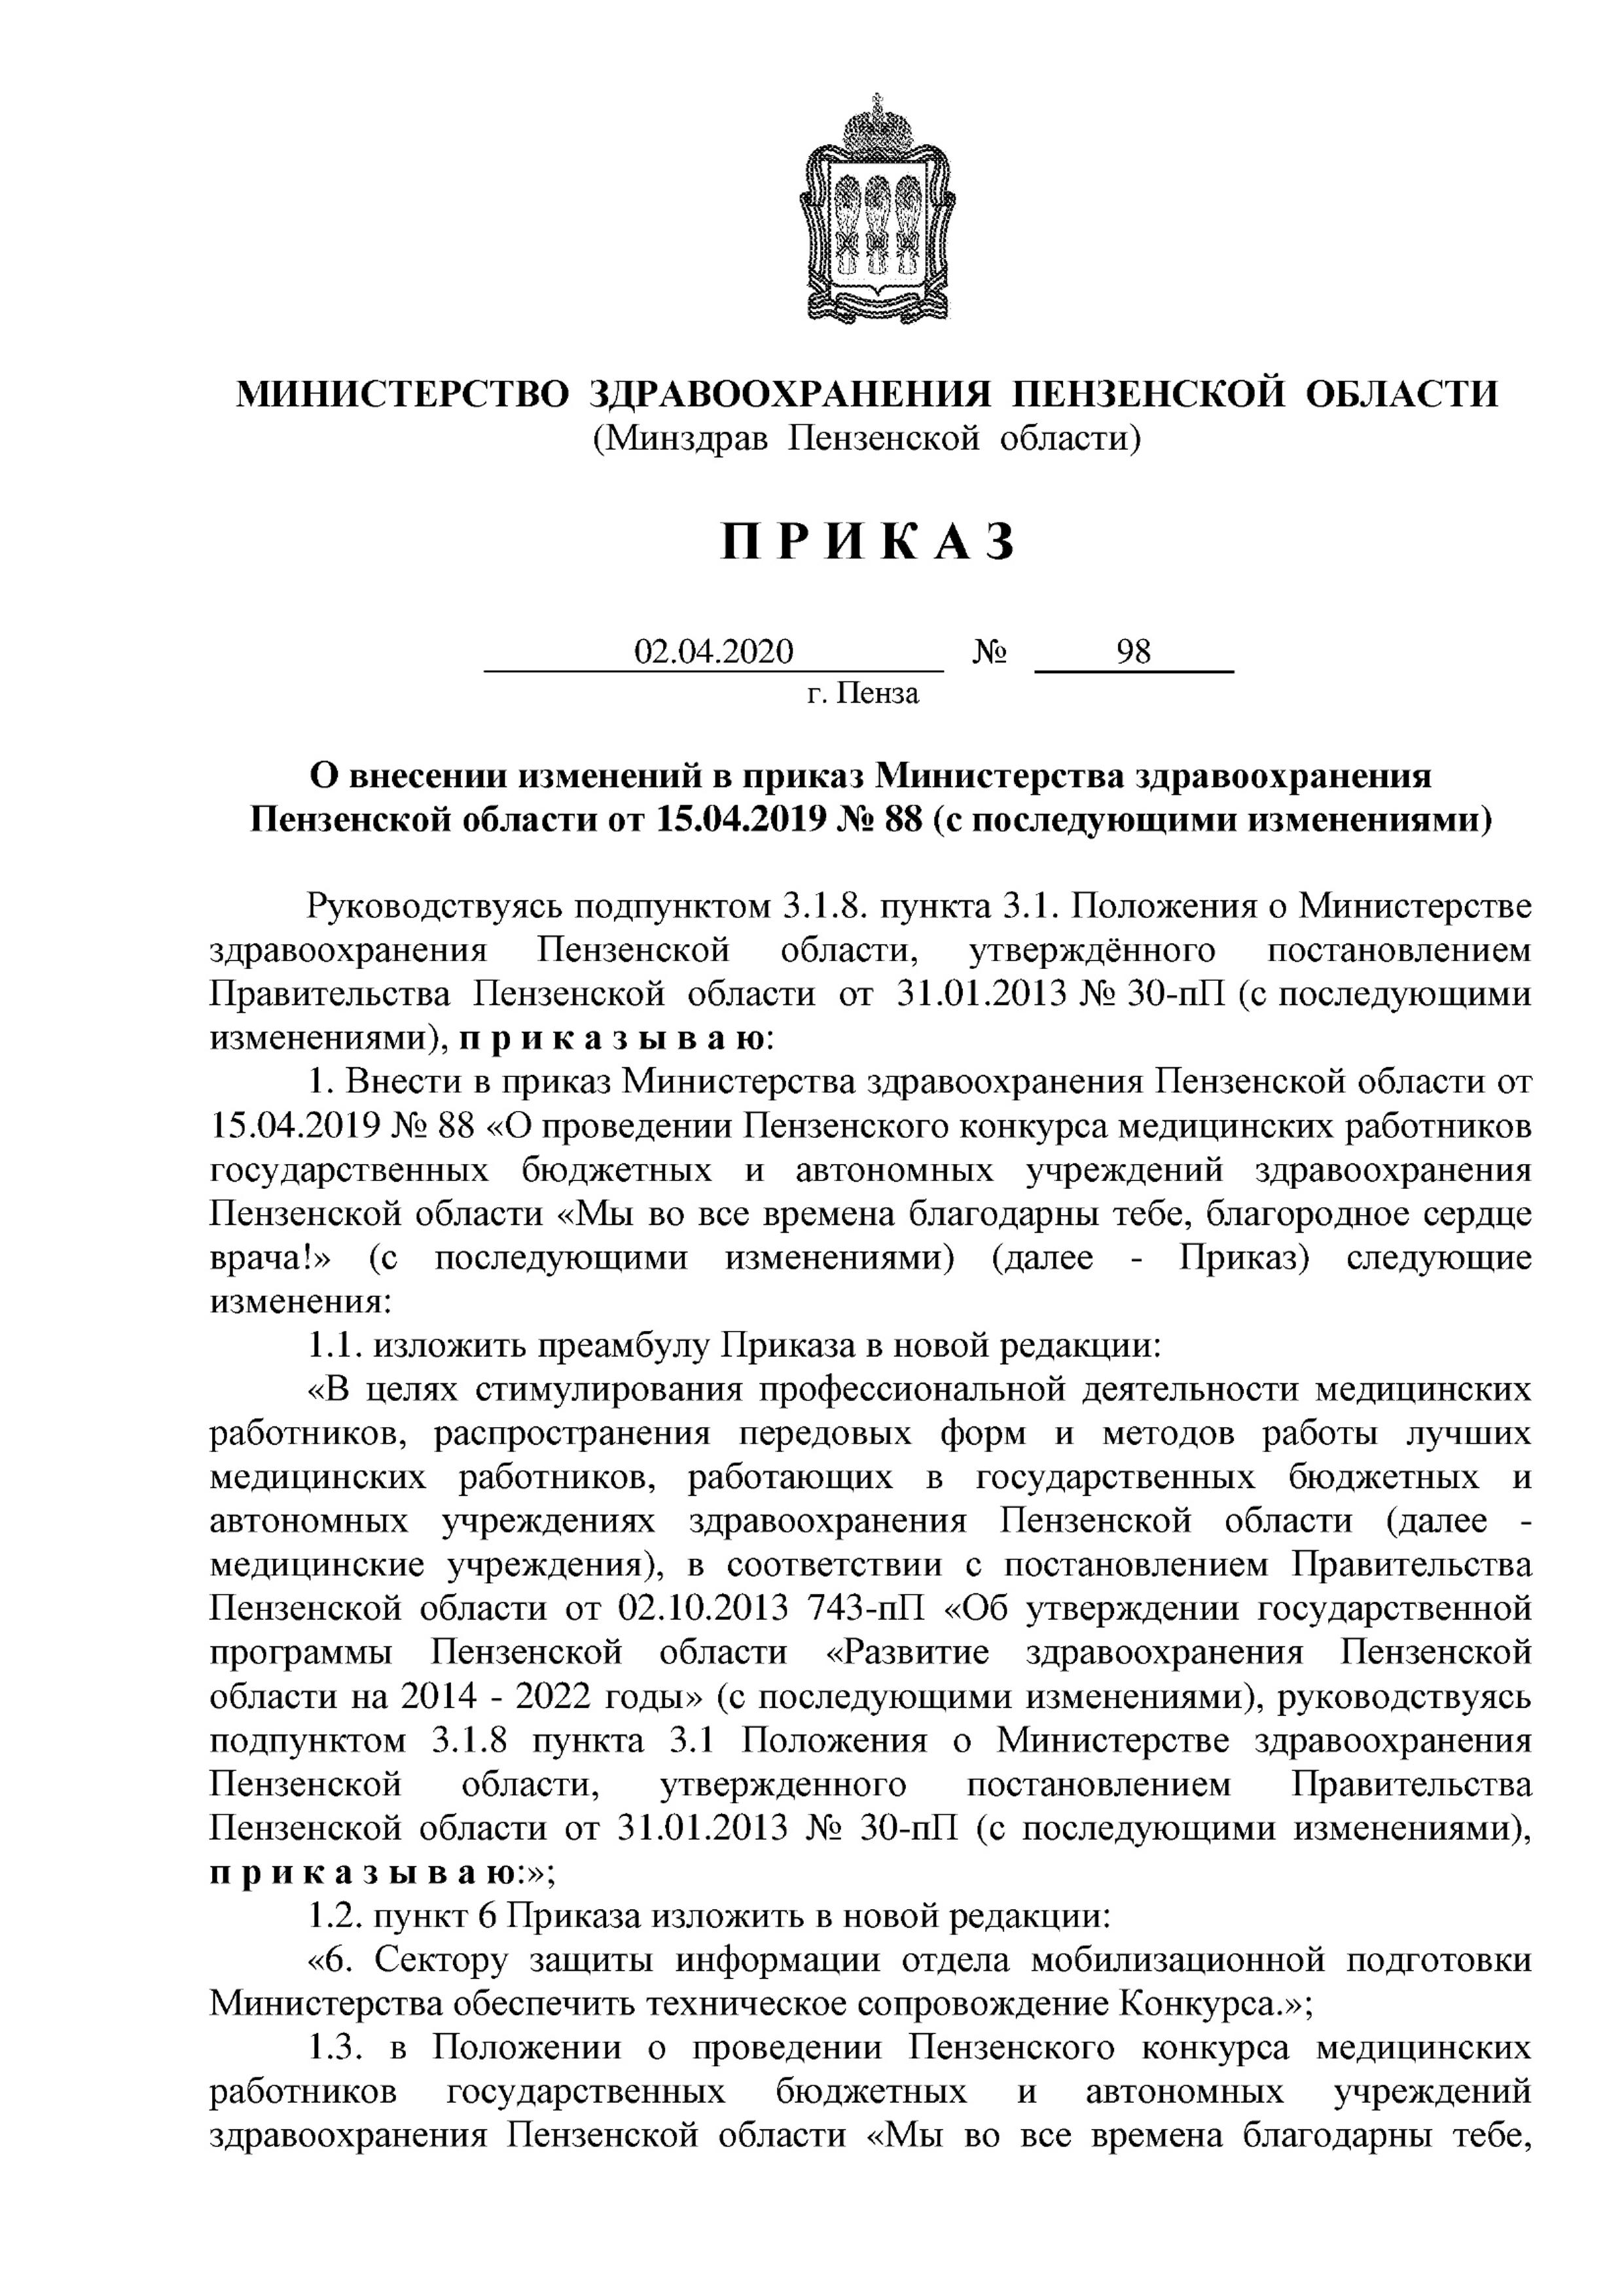 МИНИСТЕРСТВО ЗДРАВООХРАНЕНИЯ ПЕНЗЕНСКОЙ ОБЛАСТИ
(Минздрав Пензенской области)
П Р И К А З
02.04.2020 № 98
г. Пенза
О внесении изменений в приказ Министерства здравоохранения
Пензенской области от 15.04.2019 № 88 (с последующими изменениями)
Руководствуясь подпунктом 3.1.8. пункта 3.1. Положения о Министерстве
здравоохранения Пензенской области, утверждённого постановлением
Правительства Пензенской области от 31.01.2013 № 30-пП (с последующими
изменениями), п р и к а з ы в а ю:
1. Внести в приказ Министерства здравоохранения Пензенской области от
15.04.2019 № 88 «О проведении Пензенского конкурса медицинских работников
государственных бюджетных и автономных учреждений здравоохранения
Пензенской области «Мы во все времена благодарны тебе, благородное сердце
врача!» (с последующими изменениями) (далее - Приказ) следующие
изменения:
1.1. изложить преамбулу Приказа в новой редакции:
«В целях стимулирования профессиональной деятельности медицинских
работников, распространения передовых форм и методов работы лучших
медицинских работников, работающих в государственных бюджетных и
автономных учреждениях здравоохранения Пензенской области (далее -
медицинские учреждения), в соответствии с постановлением Правительства
Пензенской области от 02.10.2013 743-пП «Об утверждении государственной
программы Пензенской области «Развитие здравоохранения Пензенской
области на 2014 - 2022 годы» (с последующими изменениями), руководствуясь
подпунктом 3.1.8 пункта 3.1 Положения о Министерстве здравоохранения
Пензенской области, утвержденного постановлением Правительства
Пензенской области от 31.01.2013 № 30-пП (с последующими изменениями),
п р и к а з ы в а ю:»;
1.2. пункт 6 Приказа изложить в новой редакции:
«6. Сектору защиты информации отдела мобилизационной подготовки
Министерства обеспечить техническое сопровождение Конкурса.»;
1.3. в Положении о проведении Пензенского конкурса медицинских
работников государственных бюджетных и автономных учреждений
здравоохранения Пензенской области «Мы во все времена благодарны тебе,